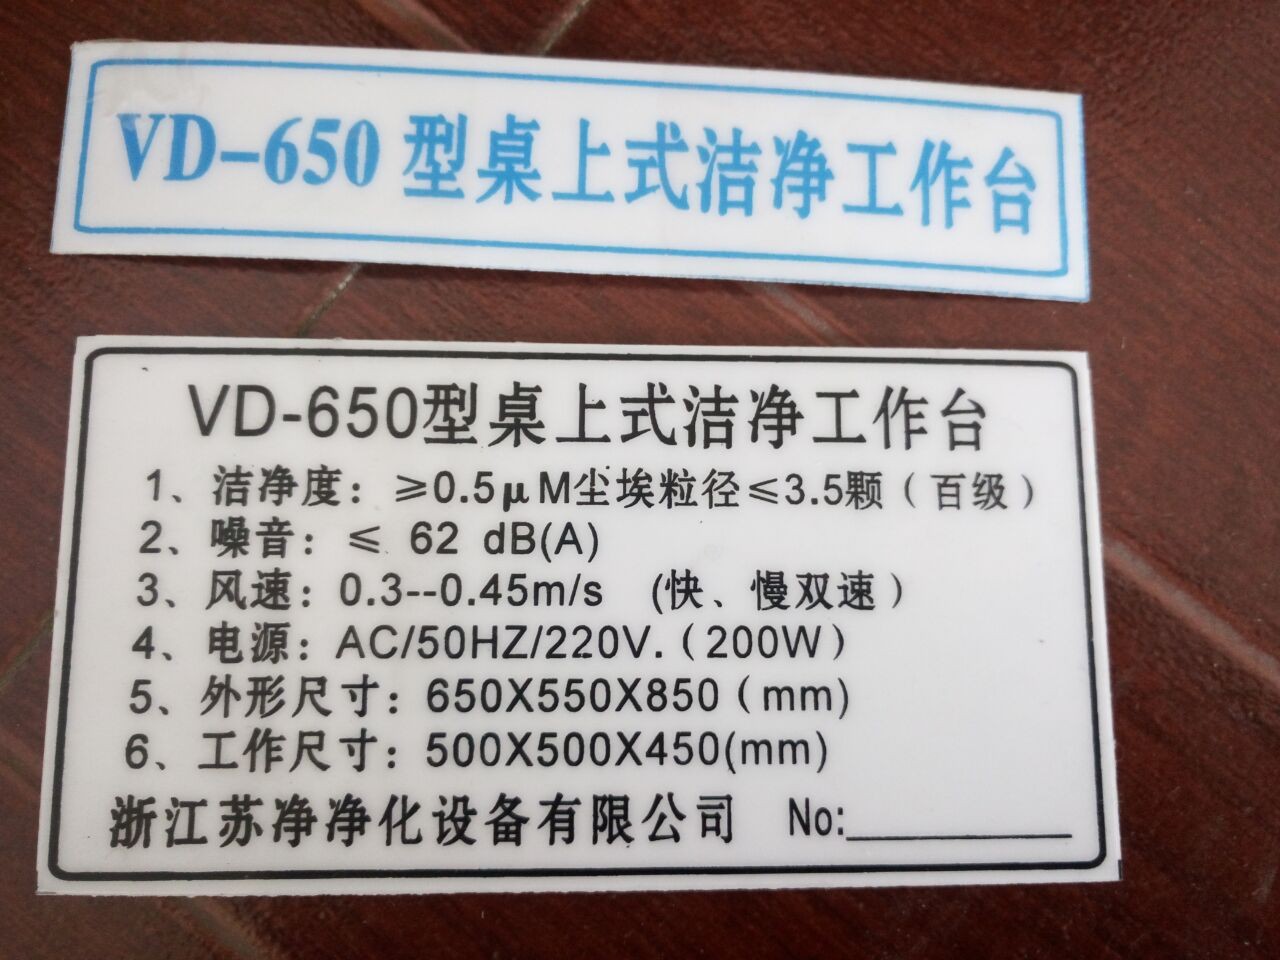 VD-650 型桌上式洁净工作台
VD-650型桌上式洁净工作台
1、洁净度：≥0.5μM尘埃粒径≤3.5颗（百级）
2、噪音：≤ 62 dB(A)
3、风速：0.3--0.45m/s (快、慢双速）
4、电源：AC/50HZ/220V.（200W）
5、外形尺寸：650X550X850（mm)
6、工作尺寸：500X500X450(mm)
浙江苏净净化设备有限公司 No:__________